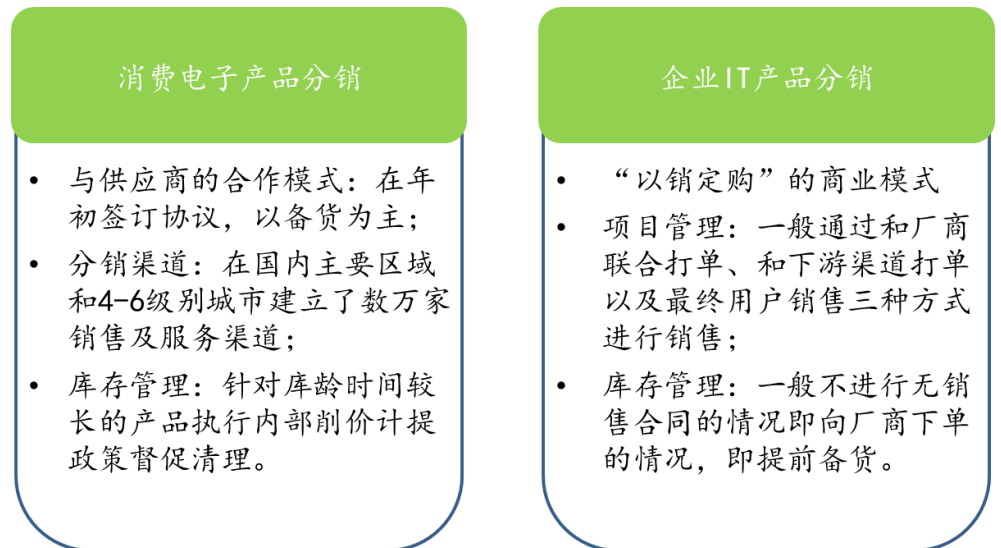 消费电子产品分销
• 与供应商的合作模式：在年
初签订协议，以备货为主；
• 分销渠道：在国内主要区域
和4-6级别城市建立了数万家
销售及服务渠道；
• 库存管理：针对库龄时间较
长的产品执行内部削价计提
政策督促清理。
企业IT产品分销
• “以销定购”的商业模式
• 项目管理：一般通过和厂商
联合打单、和下游渠道打单
以及最终用户销售三种方式
进行销售；
• 库存管理：一般不进行无销
售合同的情况即向厂商下单
的情况，即提前备货。